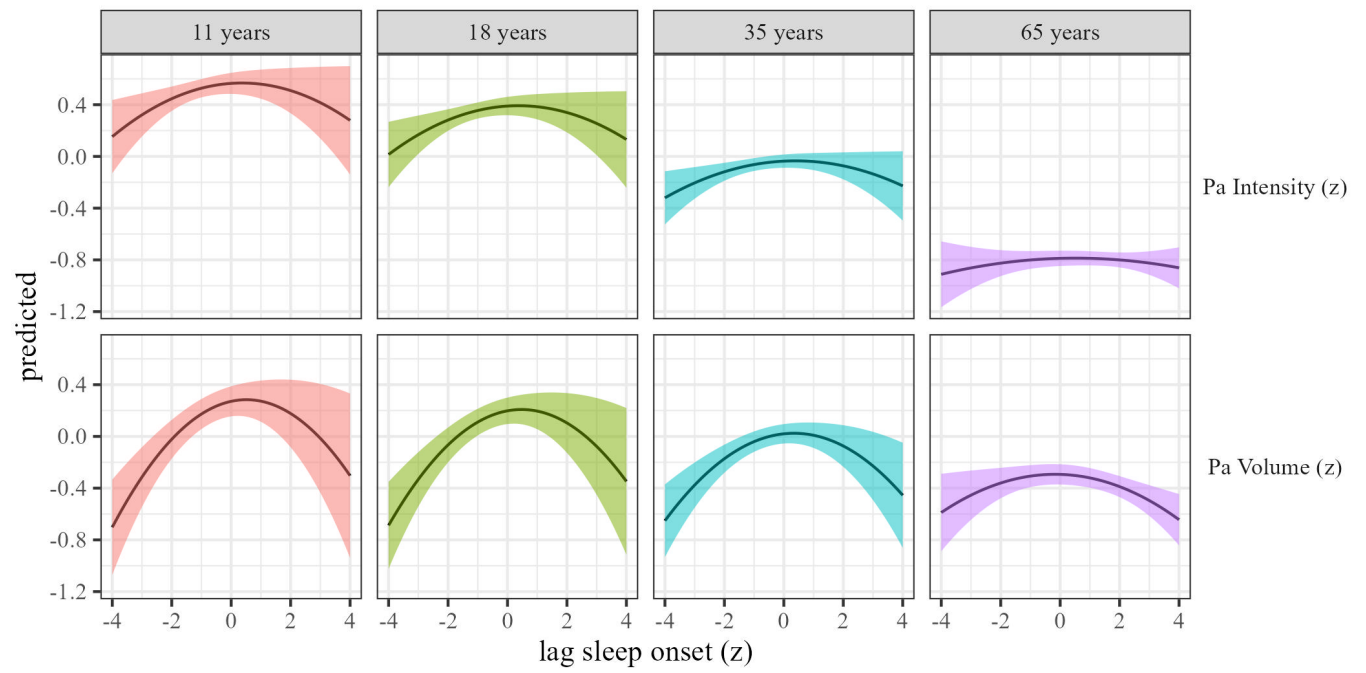 11 years 18 years 35 years 65 years
0.4
0.0
-0.4
-0.8
-1.2
Pa Intensity (z)
predicted
0.4
0.0
-0.4
-0.8
-1.2
Pa Volume (z)
-4 -2 0 2 4 -4 -2 0 2 4 -4 -2 0 2 4 -4 -2 0 2 4
lag sleep onset (z)